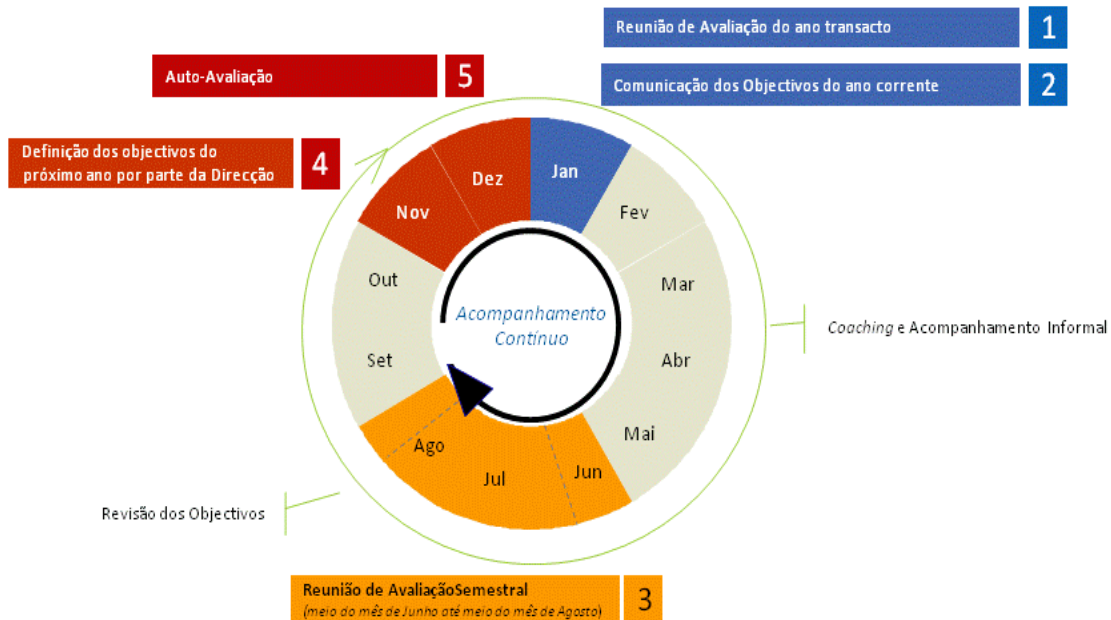 Reunião de Avaliação do ano transacto
1
Comunicação dos Objectivos do ano corrente
2
Auto-Avaliação
5
Definição dos objectivos do
próximo ano por parte da Direcção
4
Jan
Fev
Mar
Abr
Mai
Jun
Jul
Ago
Set
Out
Nov
Dez
Acompanhamento
Contínuo
Coaching e Acompanhamento Informal
Revisão dos Objectivos
Reunião de AvaliaçãoSemestral
(meio do mês de Junho até meio do mês de Agosto)
3